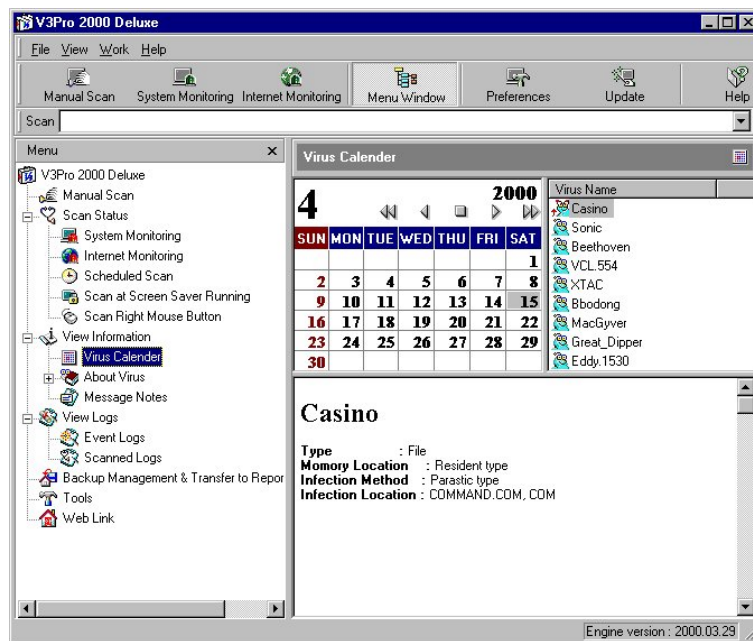 V3Pro 2000 Deluxe
File View Work Help
Manual Scan System Monitoring Internet Monitoring Menu Window Preferences Update Help
Scan
Menu
V3Pro 2000 Deluxe
Manual Scan
Scan Status
System Monitoring
Internet Monitoring
Scheduled Scan
Scan at Screen Saver Running
Scan Right Mouse Button
View Information
Virus Calender
About Virus
Message Notes
View Logs
Event Logs
Scanned Logs
Backup Management & Transfer to Repor
Tools
Web Link
Virus Calender
4 2000
SUN MON TUE WED THU FRI SAT
1
2 3 4 5 6 7 8
9 10 11 12 13 14 15
16 17 18 19 20 21 22
23 24 25 26 27 28 29
30
Virus Name
Casino
Sonic
Beethoven
VCL.554
XTAC
Bbodong
MacGyver
Great_Dipper
Eddy.1530
Casino
Type : File
Momory Location : Resident type
Infection Method : Parastic type
Infection Location : COMMAND.COM, COM
Engine version : 2000.03.29